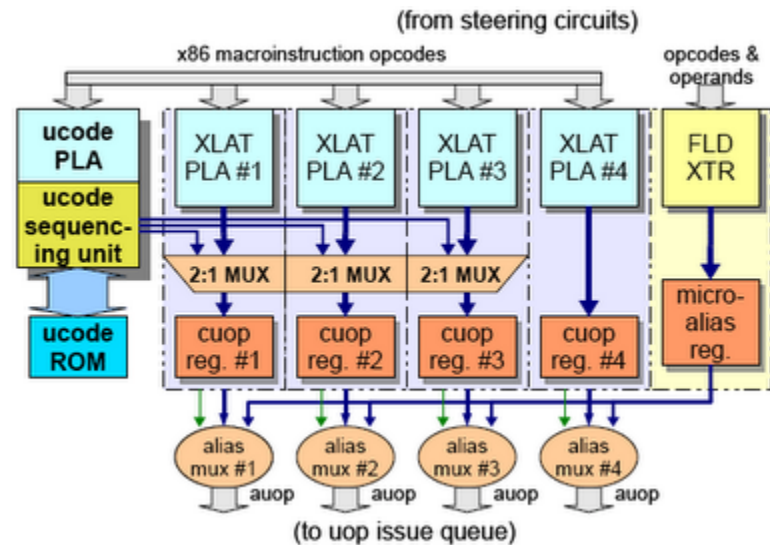 (from steering circuits)
x86 macroinstruction opcodes
opcodes &
operands
ucode
PLA
XLAT
PLA #1
XLAT
PLA #2
XLAT
PLA #3
XLAT
PLA #4
FLD
XTR
ucode
sequenc-
ing unit
2:1 MUX
2:1 MUX
2:1 MUX
ucode
ROM
cuop
reg. #1
cuop
reg. #2
cuop
reg. #3
cuop
reg. #4
micro-
alias
reg.
alias
mux #1
alias
mux #2
alias
mux #3
alias
mux #4
auop
auop
auop
auop
(to uop issue queue)